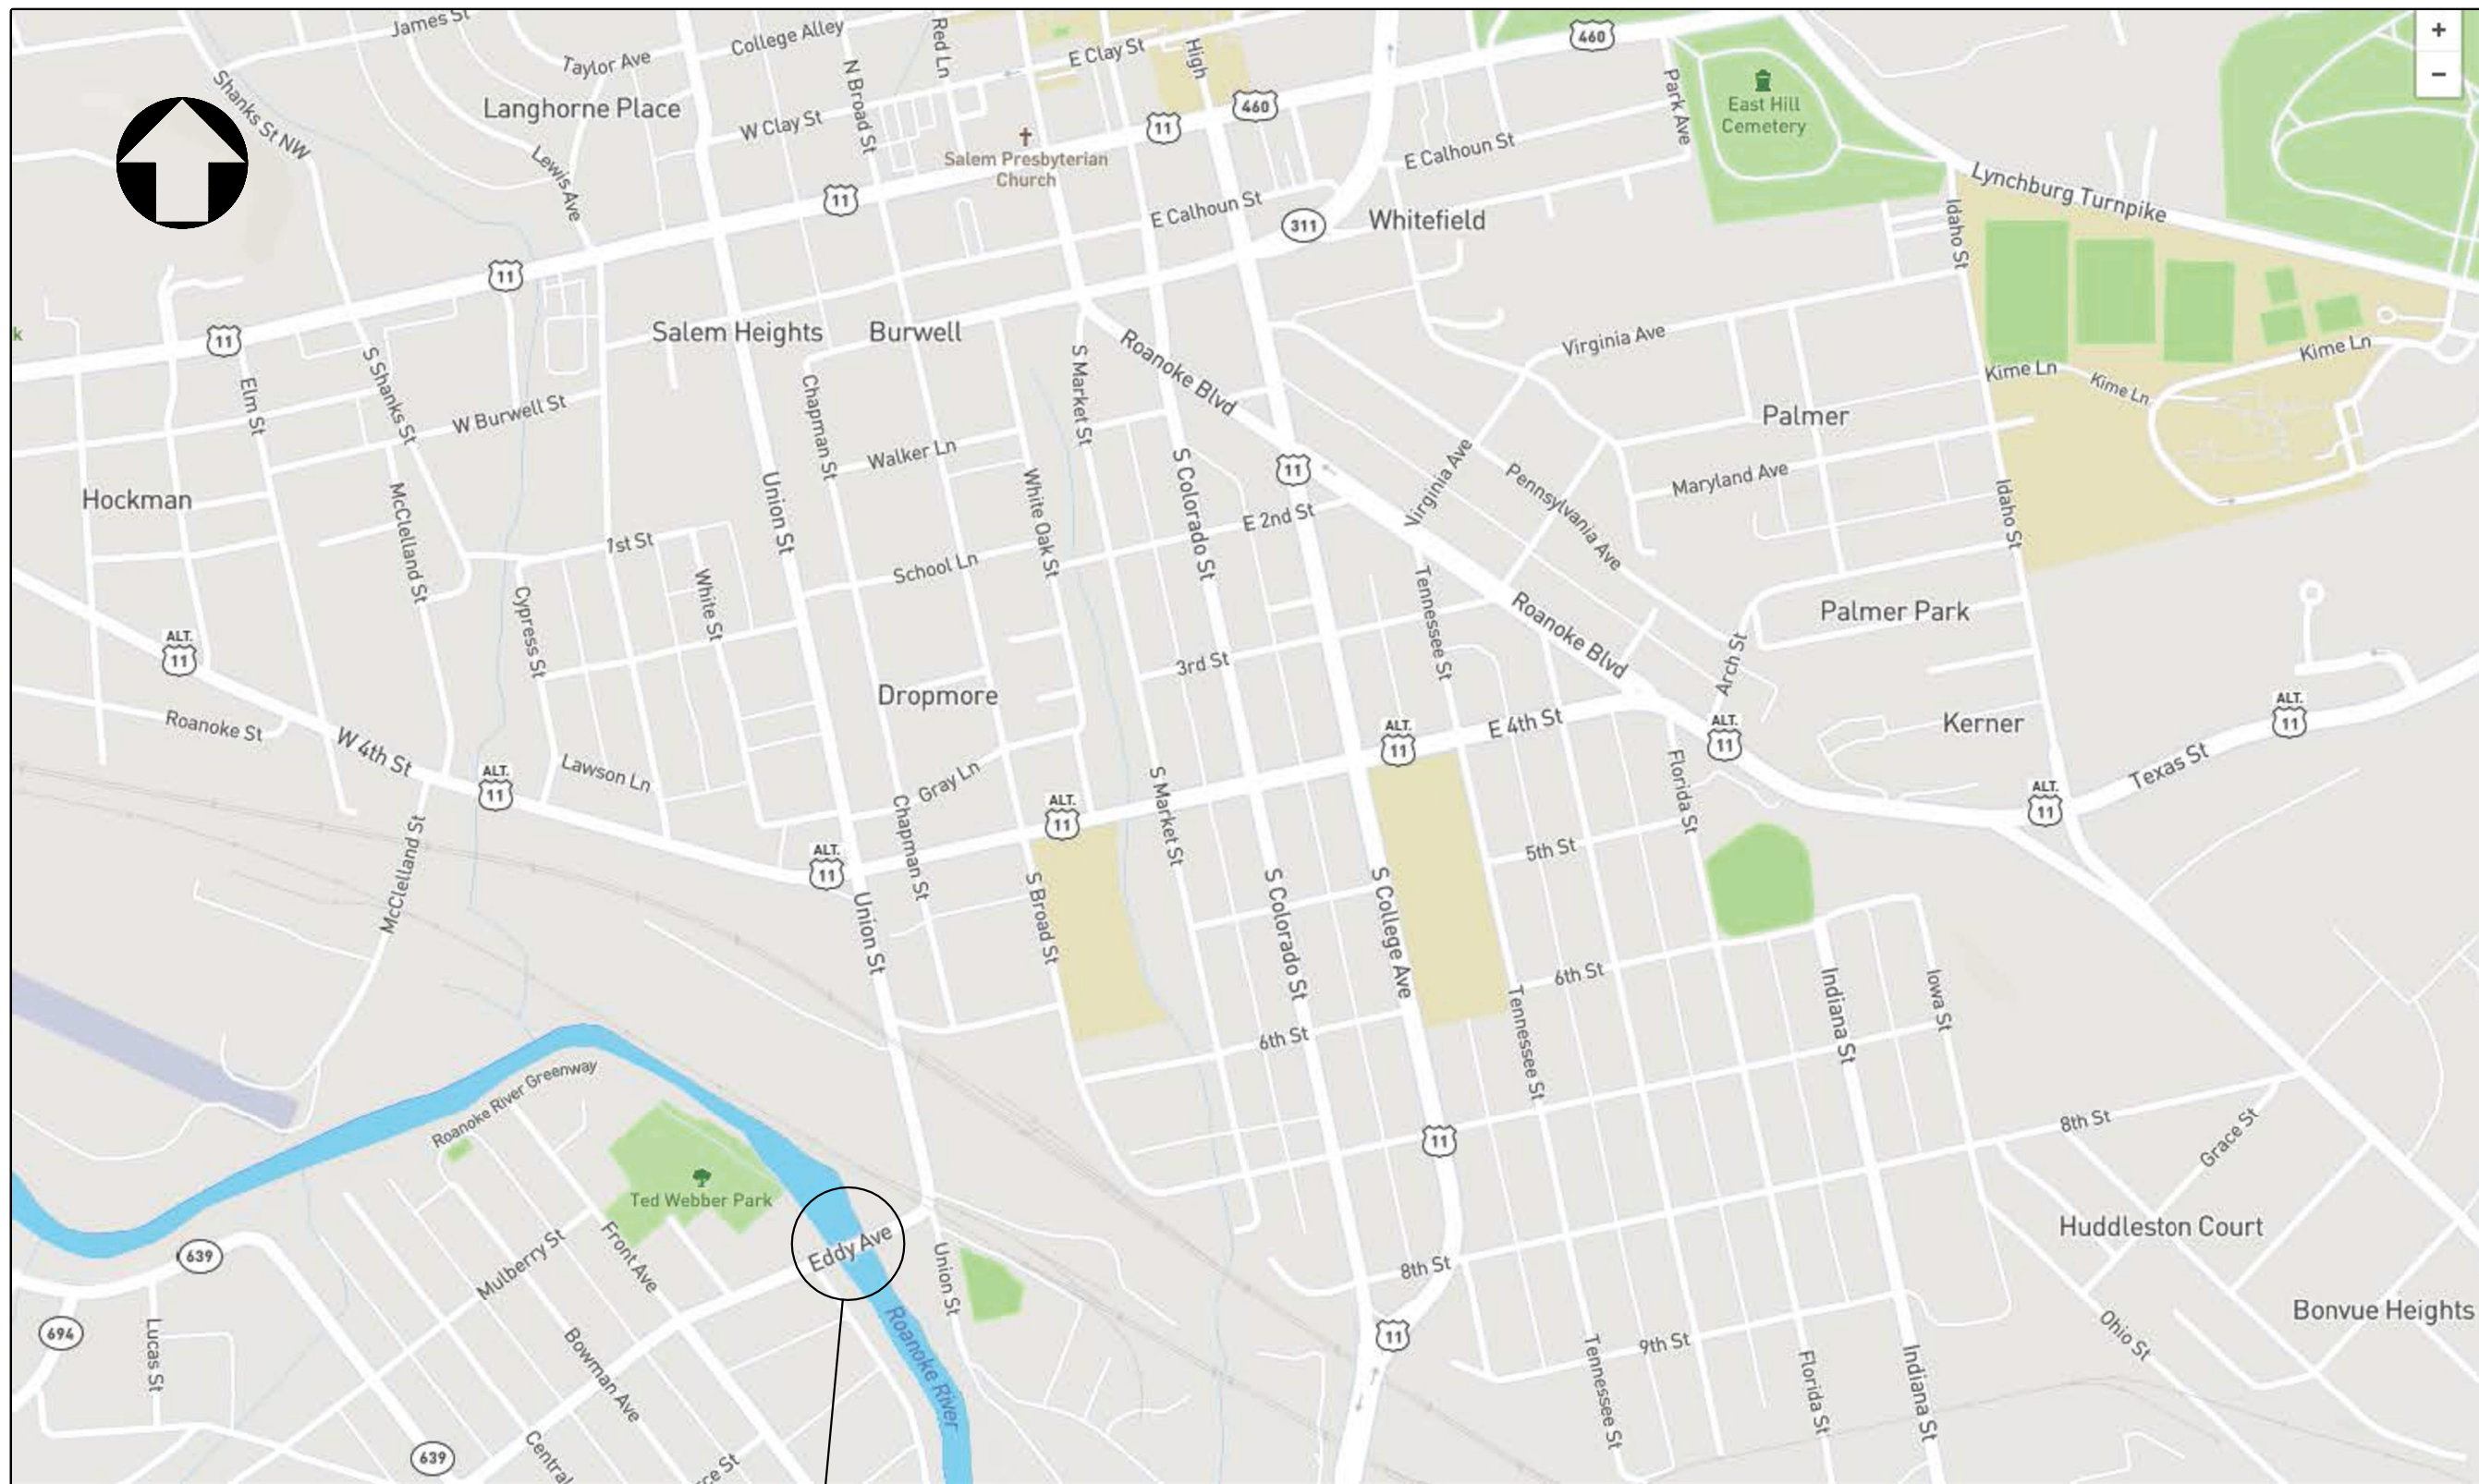 James St
College Alley
Red Ln
E Clay St
High
460
+
−
Taylor Ave
Shanks St NW
Langhorne Place
N Broad St
Park Ave
East Hill
Cemetery
W Clay St
11
460
Salem Presbyterian
Church
E Calhoun St
Lewis Ave
11
Lynchburg Turnpike
E Calhoun St
311
Whitefield
Idaho St
11
k
11
Salem Heights
Burwell
Roanoke Blvd
Virginia Ave
Kime Ln
Kime Ln
Kime Ln
Elm St
S Shanks St
W Burwell St
Chapman St
S Market St
Palmer
Walker Ln
11
Hockman
McClelland St
Union St
White Oak St
S Colorado St
Virginia Ave
Pennsylvania Ave
Maryland Ave
Idaho St
E 2nd St
1st St
School Ln
Cypress St
White St
Tennessee St
Roanoke Blvd
Palmer Park
ALT.
11
3rd St
Arch St
Dropmore
Roanoke St
W 4th St
ALT.
11
E 4th St
ALT.
11
Kerner
ALT.
11
Lawson Ln
ALT.
11
Gray Ln
Florida St
Texas St
ALT.
11
ALT.
11
McClelland St
ALT.
11
Chapman St
S Market St
5th St
Union St
S Broad St
S Colorado St
S College Ave
6th St
Tennessee St
Indiana St
Iowa St
6th St
Roanoke River Greenway
11
8th St
Grace St
Ted Webber Park
Mulberry St
Front Ave
Eddy Ave
Union St
639
8th St
Huddleston Court
694
Lucas St
Bowman Ave
Roanoke River
11
9th St
Tennessee St
Florida St
Indiana St
Ohio St
Bonvue Heights
639
Central
ce St